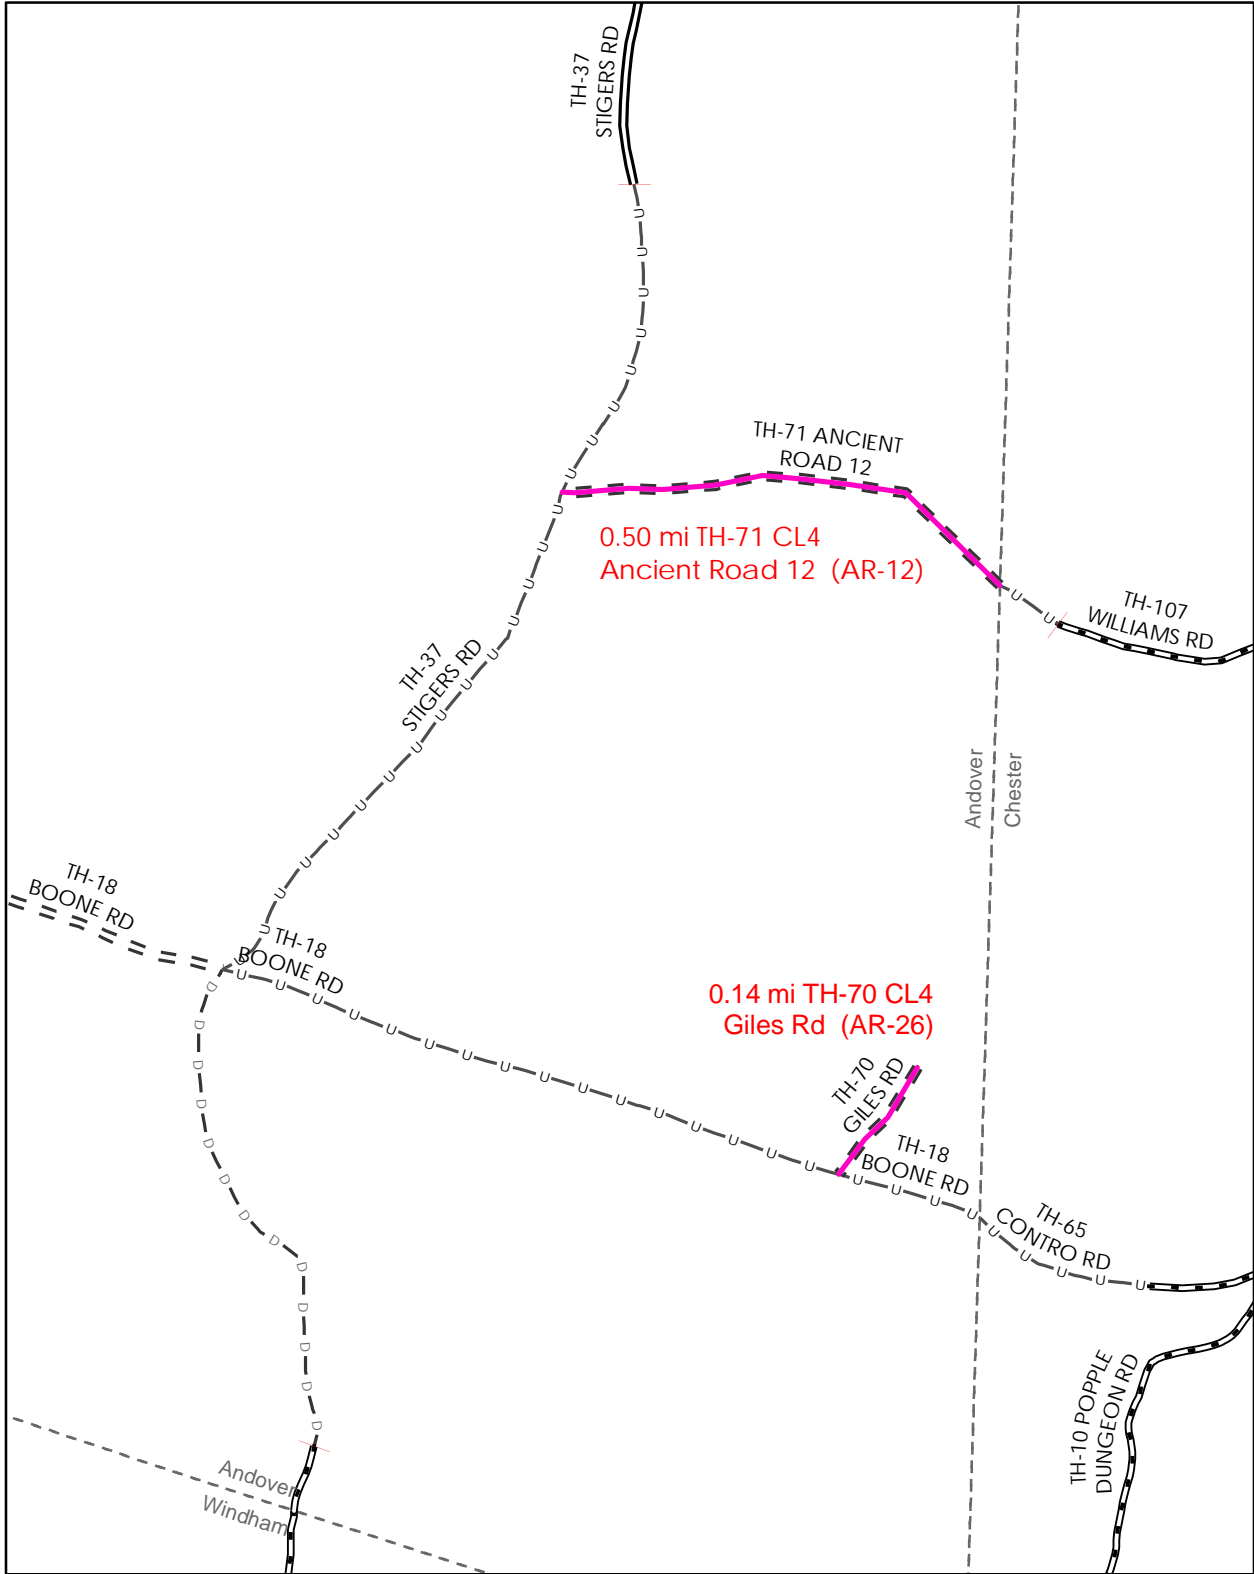 TH-37
STIGERS RD
TH-71 ANCIENT
ROAD 12
0.50 mi TH-71 CL4
Ancient Road 12 (AR-12)
TH-107
WILLIAMS RD
TH-37
STIGERS RD
Andover
Chester
TH-18
BOONE RD
TH-18
BOONE RD
0.14 mi TH-70 CL4
Giles Rd (AR-26)
TH-70
GILES RD
TH-18
BOONE RD
TH-65
CONTRO RD
TH-10 POPPLE
DUNGEON RD
Andover
Windham